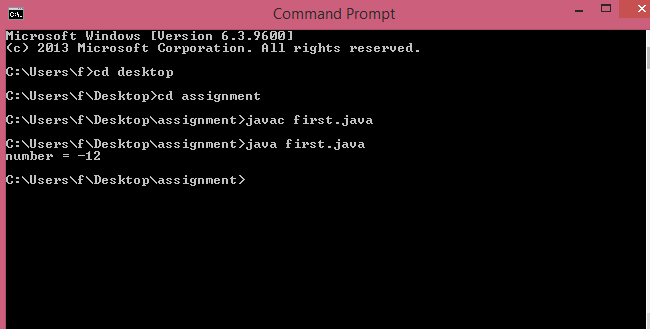 Command Prompt
Microsoft Windows [Version 6.3.9600]
(c) 2013 Microsoft Corporation. All rights reserved.
C:\Users\f>cd desktop
C:\Users\f\Desktop>cd assignment
C:\Users\f\Desktop\assignment>javac first.java
C:\Users\f\Desktop\assignment>java first.java
number = -12
C:\Users\f\Desktop\assignment>